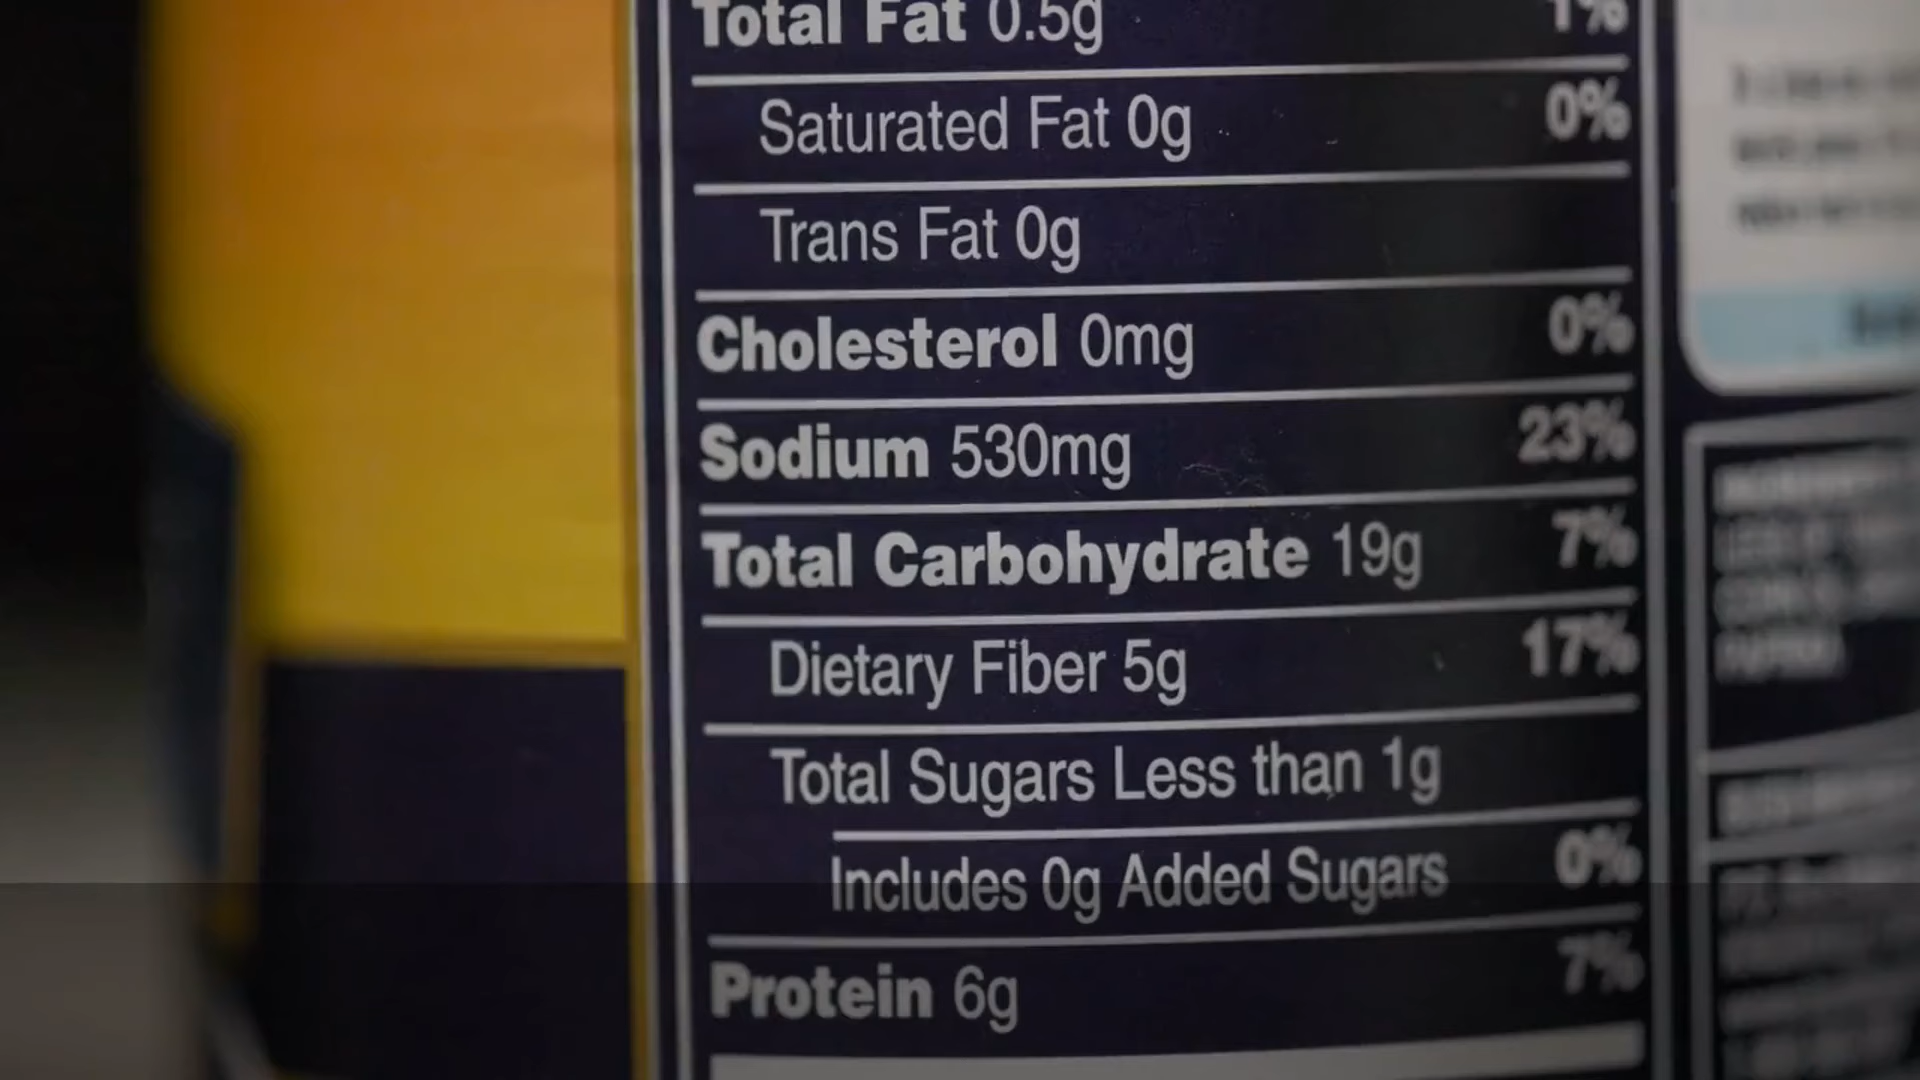 Total Fat 0.5g 1%
Saturated Fat 0g 0%
Trans Fat 0g
Cholesterol 0mg 0%
Sodium 530mg 23%
Total Carbohydrate 19g 7%
Dietary Fiber 5g 17%
Total Sugars Less than 1g
Includes 0g Added Sugars 0%
Protein 6g 7%